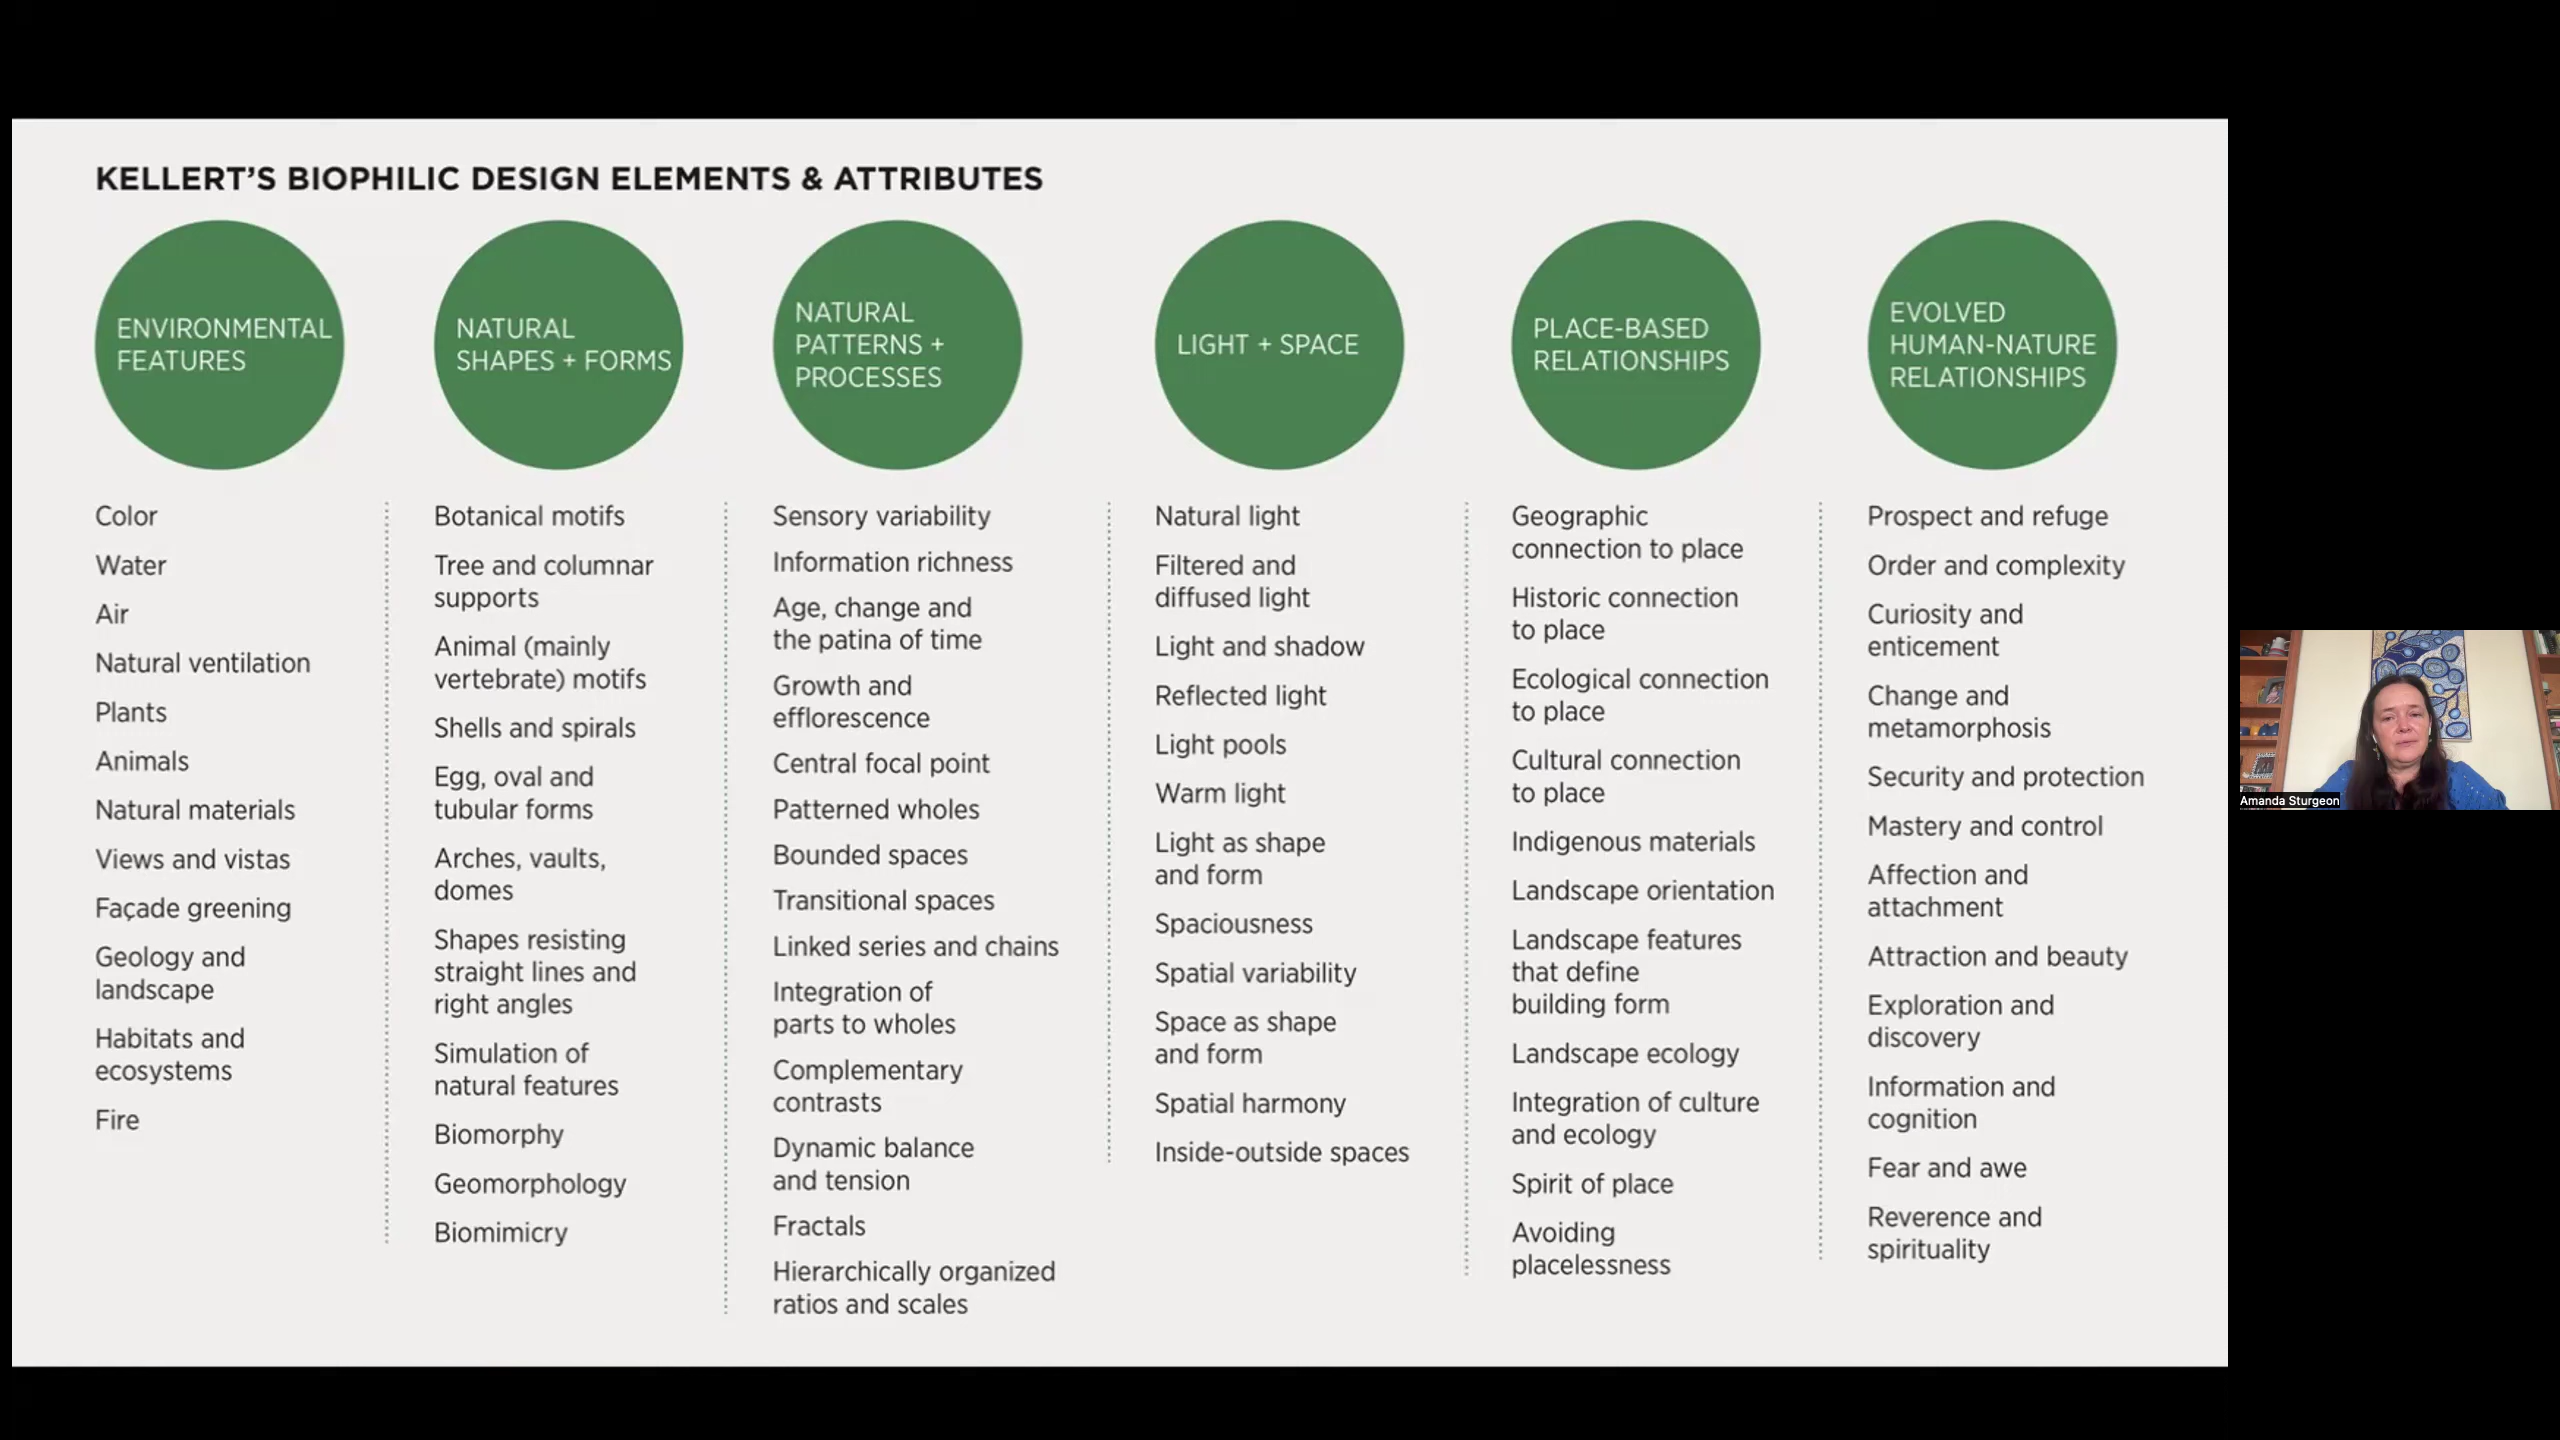 KELLERT'S BIOPHILIC DESIGN ELEMENTS & ATTRIBUTES
ENVIRONMENTAL
FEATURES
Color
Water
Air
Natural ventilation
Plants
Animals
Natural materials
Views and vistas
Façade greening
Geology and
landscape
Habitats and
ecosystems
Fire
NATURAL
SHAPES + FORMS
Botanical motifs
Tree and columnar
supports
Animal (mainly
vertebrate) motifs
Shells and spirals
Egg, oval and
tubular forms
Arches, vaults,
domes
Shapes resisting
straight lines and
right angles
Simulation of
natural features
Biomorphy
Geomorphology
Biomimicry
NATURAL
PATTERNS +
PROCESSES
Sensory variability
Information richness
Age, change and
the patina of time
Growth and
efflorescence
Central focal point
Patterned wholes
Bounded spaces
Transitional spaces
Linked series and chains
Integration of
parts to wholes
Complementary
contrasts
Dynamic balance
and tension
Fractals
Hierarchically organized
ratios and scales
LIGHT + SPACE
Natural light
Filtered and
diffused light
Light and shadow
Reflected light
Light pools
Warm light
Light as shape
and form
Spaciousness
Spatial variability
Space as shape
and form
Spatial harmony
Inside-outside spaces
PLACE-BASED
RELATIONSHIPS
Geographic
connection to place
Historic connection
to place
Ecological connection
to place
Cultural connection
to place
Indigenous materials
Landscape orientation
Landscape features
that define
building form
Landscape ecology
Integration of culture
and ecology
Spirit of place
Avoiding
placelessness
EVOLVED
HUMAN-NATURE
RELATIONSHIPS
Prospect and refuge
Order and complexity
Curiosity and
enticement
Change and
metamorphosis
Security and protection
Mastery and control
Affection and
attachment
Attraction and beauty
Exploration and
discovery
Information and
cognition
Fear and awe
Reverence and
spirituality
Amanda Sturgeon